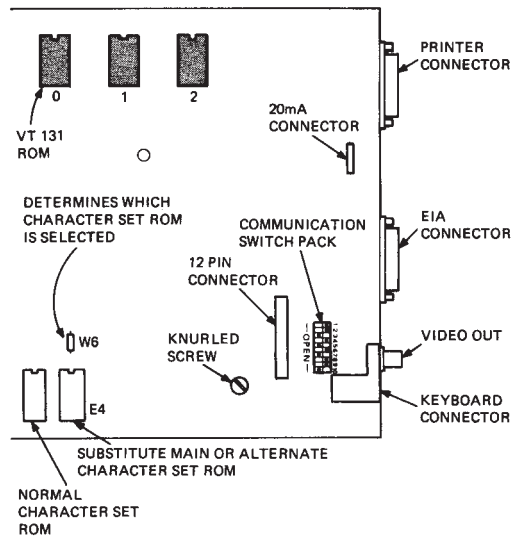 PRINTER
CONNECTOR
0 1 2
20mA
CONNECTOR
VT 131
ROM
DETERMINES WHICH
CHARACTER SET ROM
IS SELECTED
COMMUNICATION
SWITCH PACK
EIA
CONNECTOR
12 PIN
CONNECTOR
OPEN
W6
KNURLED
SCREW
VIDEO OUT
E4
KEYBOARD
CONNECTOR
SUBSTITUTE MAIN OR ALTERNATE
CHARACTER SET ROM
NORMAL
CHARACTER SET
ROM